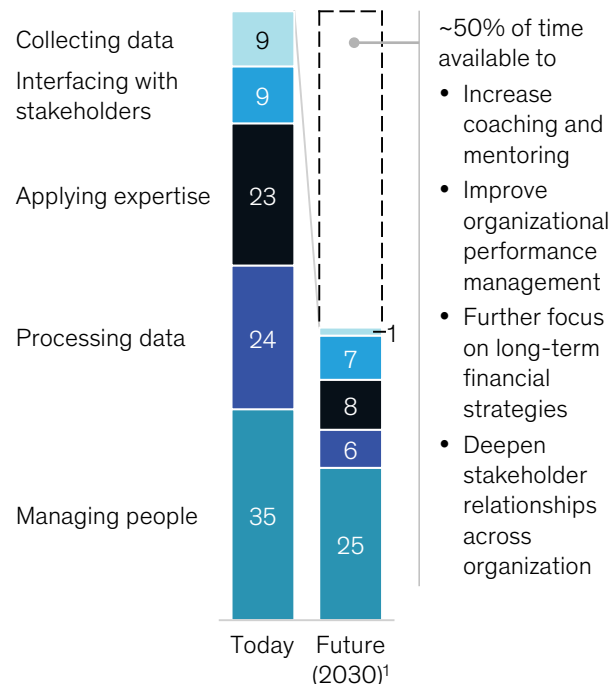 Collecting data
Interfacing with
stakeholders
Applying expertise
Processing data
Managing people
9
9
23
24
35
1
7
8
6
25
Today
Future
(2030)¹
~50% of time
available to
• Increase
coaching and
mentoring
• Improve
organizational
performance
management
• Further focus
on long-term
financial
strategies
• Deepen
stakeholder
relationships
across
organization